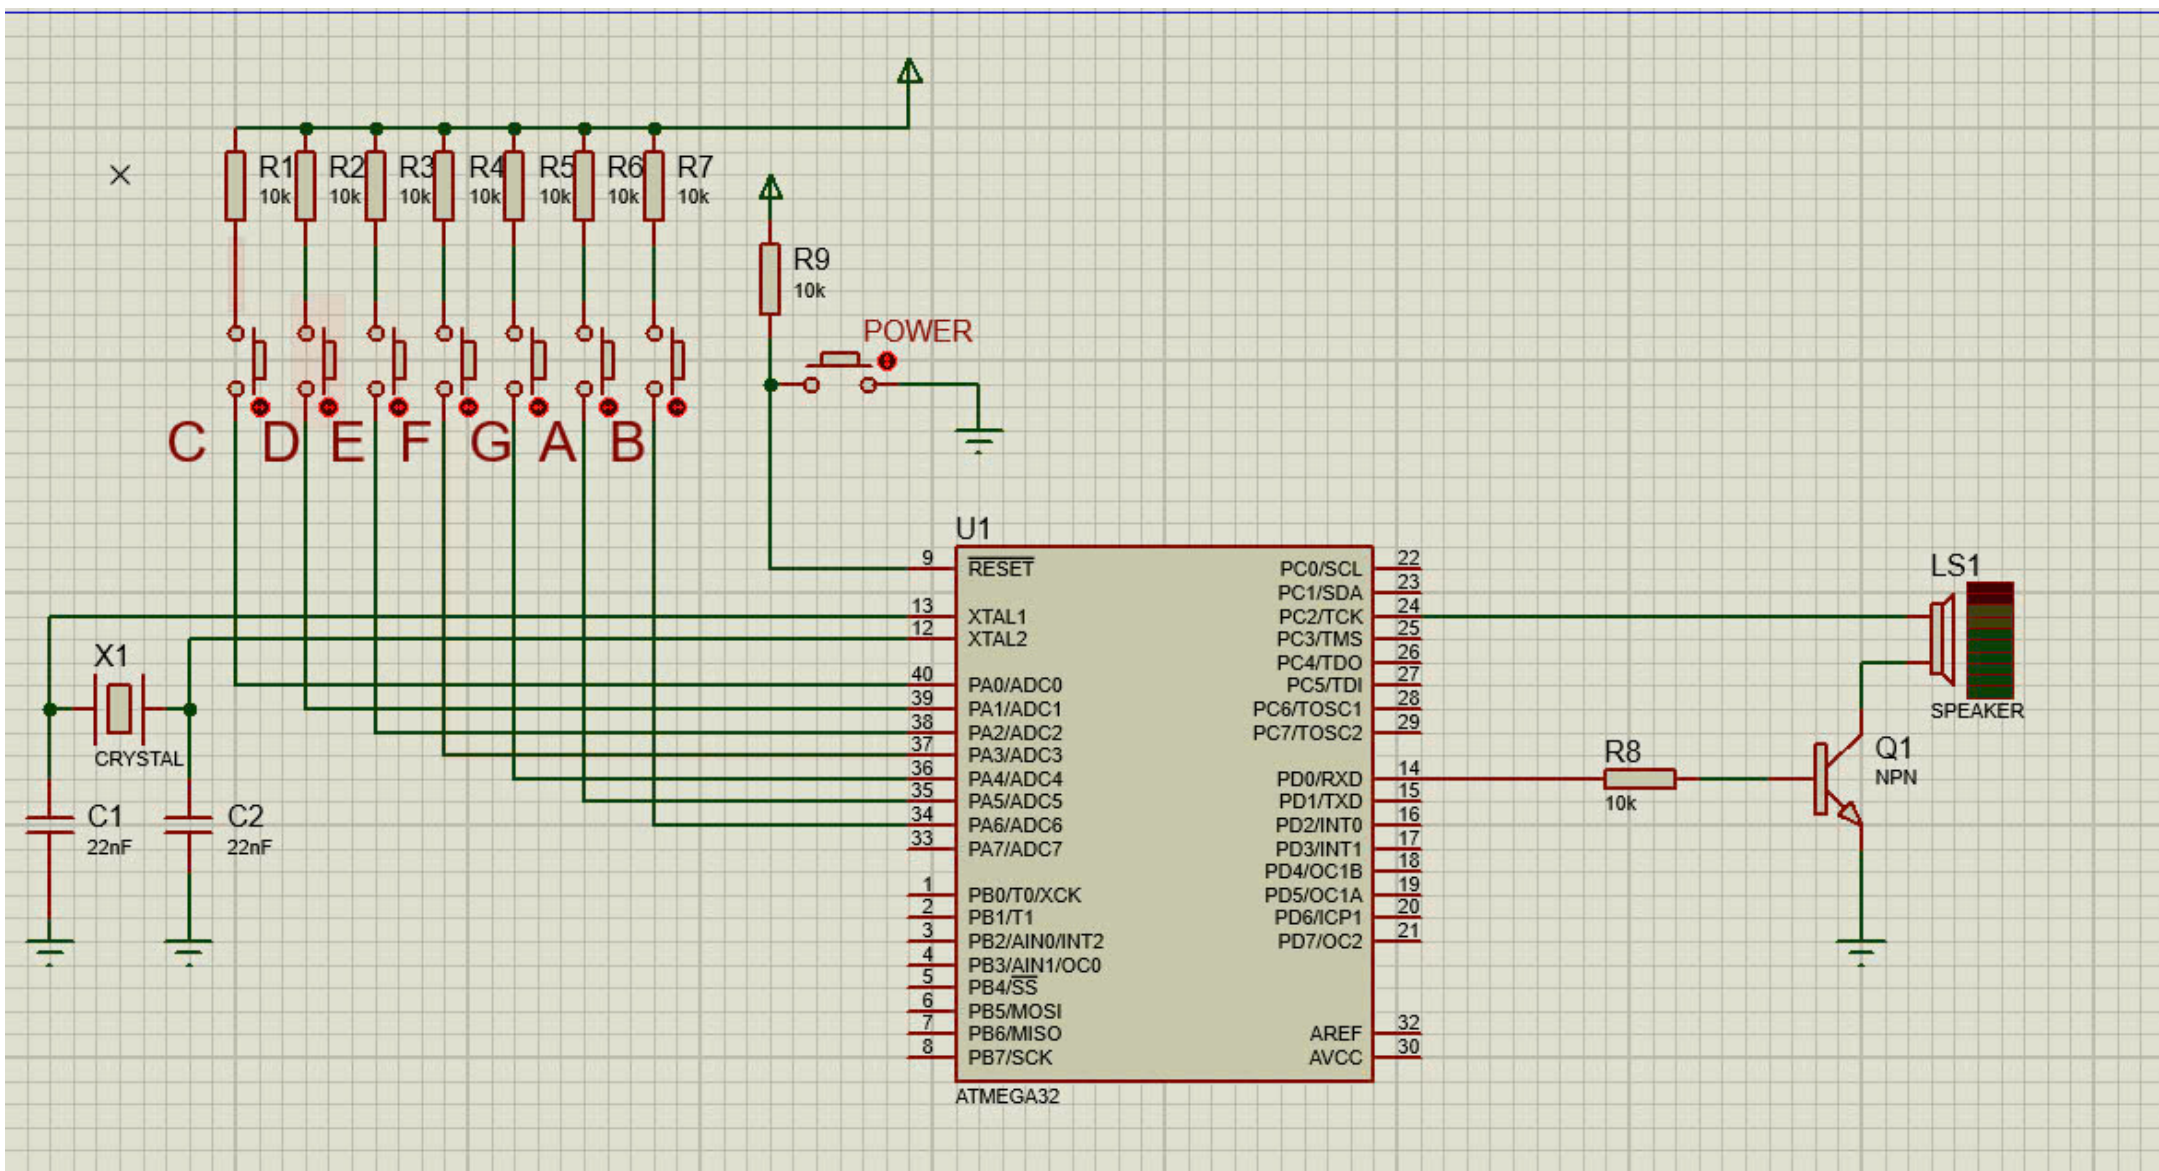 R1 R2 R3 R4 R5 R6 R7
10k 10k 10k 10k 10k 10k 10k
R9
10k
POWER
C D E F G A B
U1
9 RESET
13 XTAL1
12 XTAL2
40 PA0/ADC0
39 PA1/ADC1
38 PA2/ADC2
37 PA3/ADC3
36 PA4/ADC4
35 PA5/ADC5
34 PA6/ADC6
33 PA7/ADC7
1 PB0/T0/XCK
2 PB1/T1
3 PB2/AIN0/INT2
4 PB3/AIN1/OC0
5 PB4/SS
6 PB5/MOSI
7 PB6/MISO
8 PB7/SCK
PC0/SCL 22
PC1/SDA 23
PC2/TCK 24
PC3/TMS 25
PC4/TDO 26
PC5/TDI 27
PC6/TOSC1 28
PC7/TOSC2 29
PD0/RXD 14
PD1/TXD 15
PD2/INT0 16
PD3/INT1 17
PD4/OC1B 18
PD5/OC1A 19
PD6/ICP1 20
PD7/OC2 21
AREF 32
AVCC 30
ATMEGA32
X1
CRYSTAL
C1
22nF
C2
22nF
R8
10k
Q1
NPN
LS1
SPEAKER